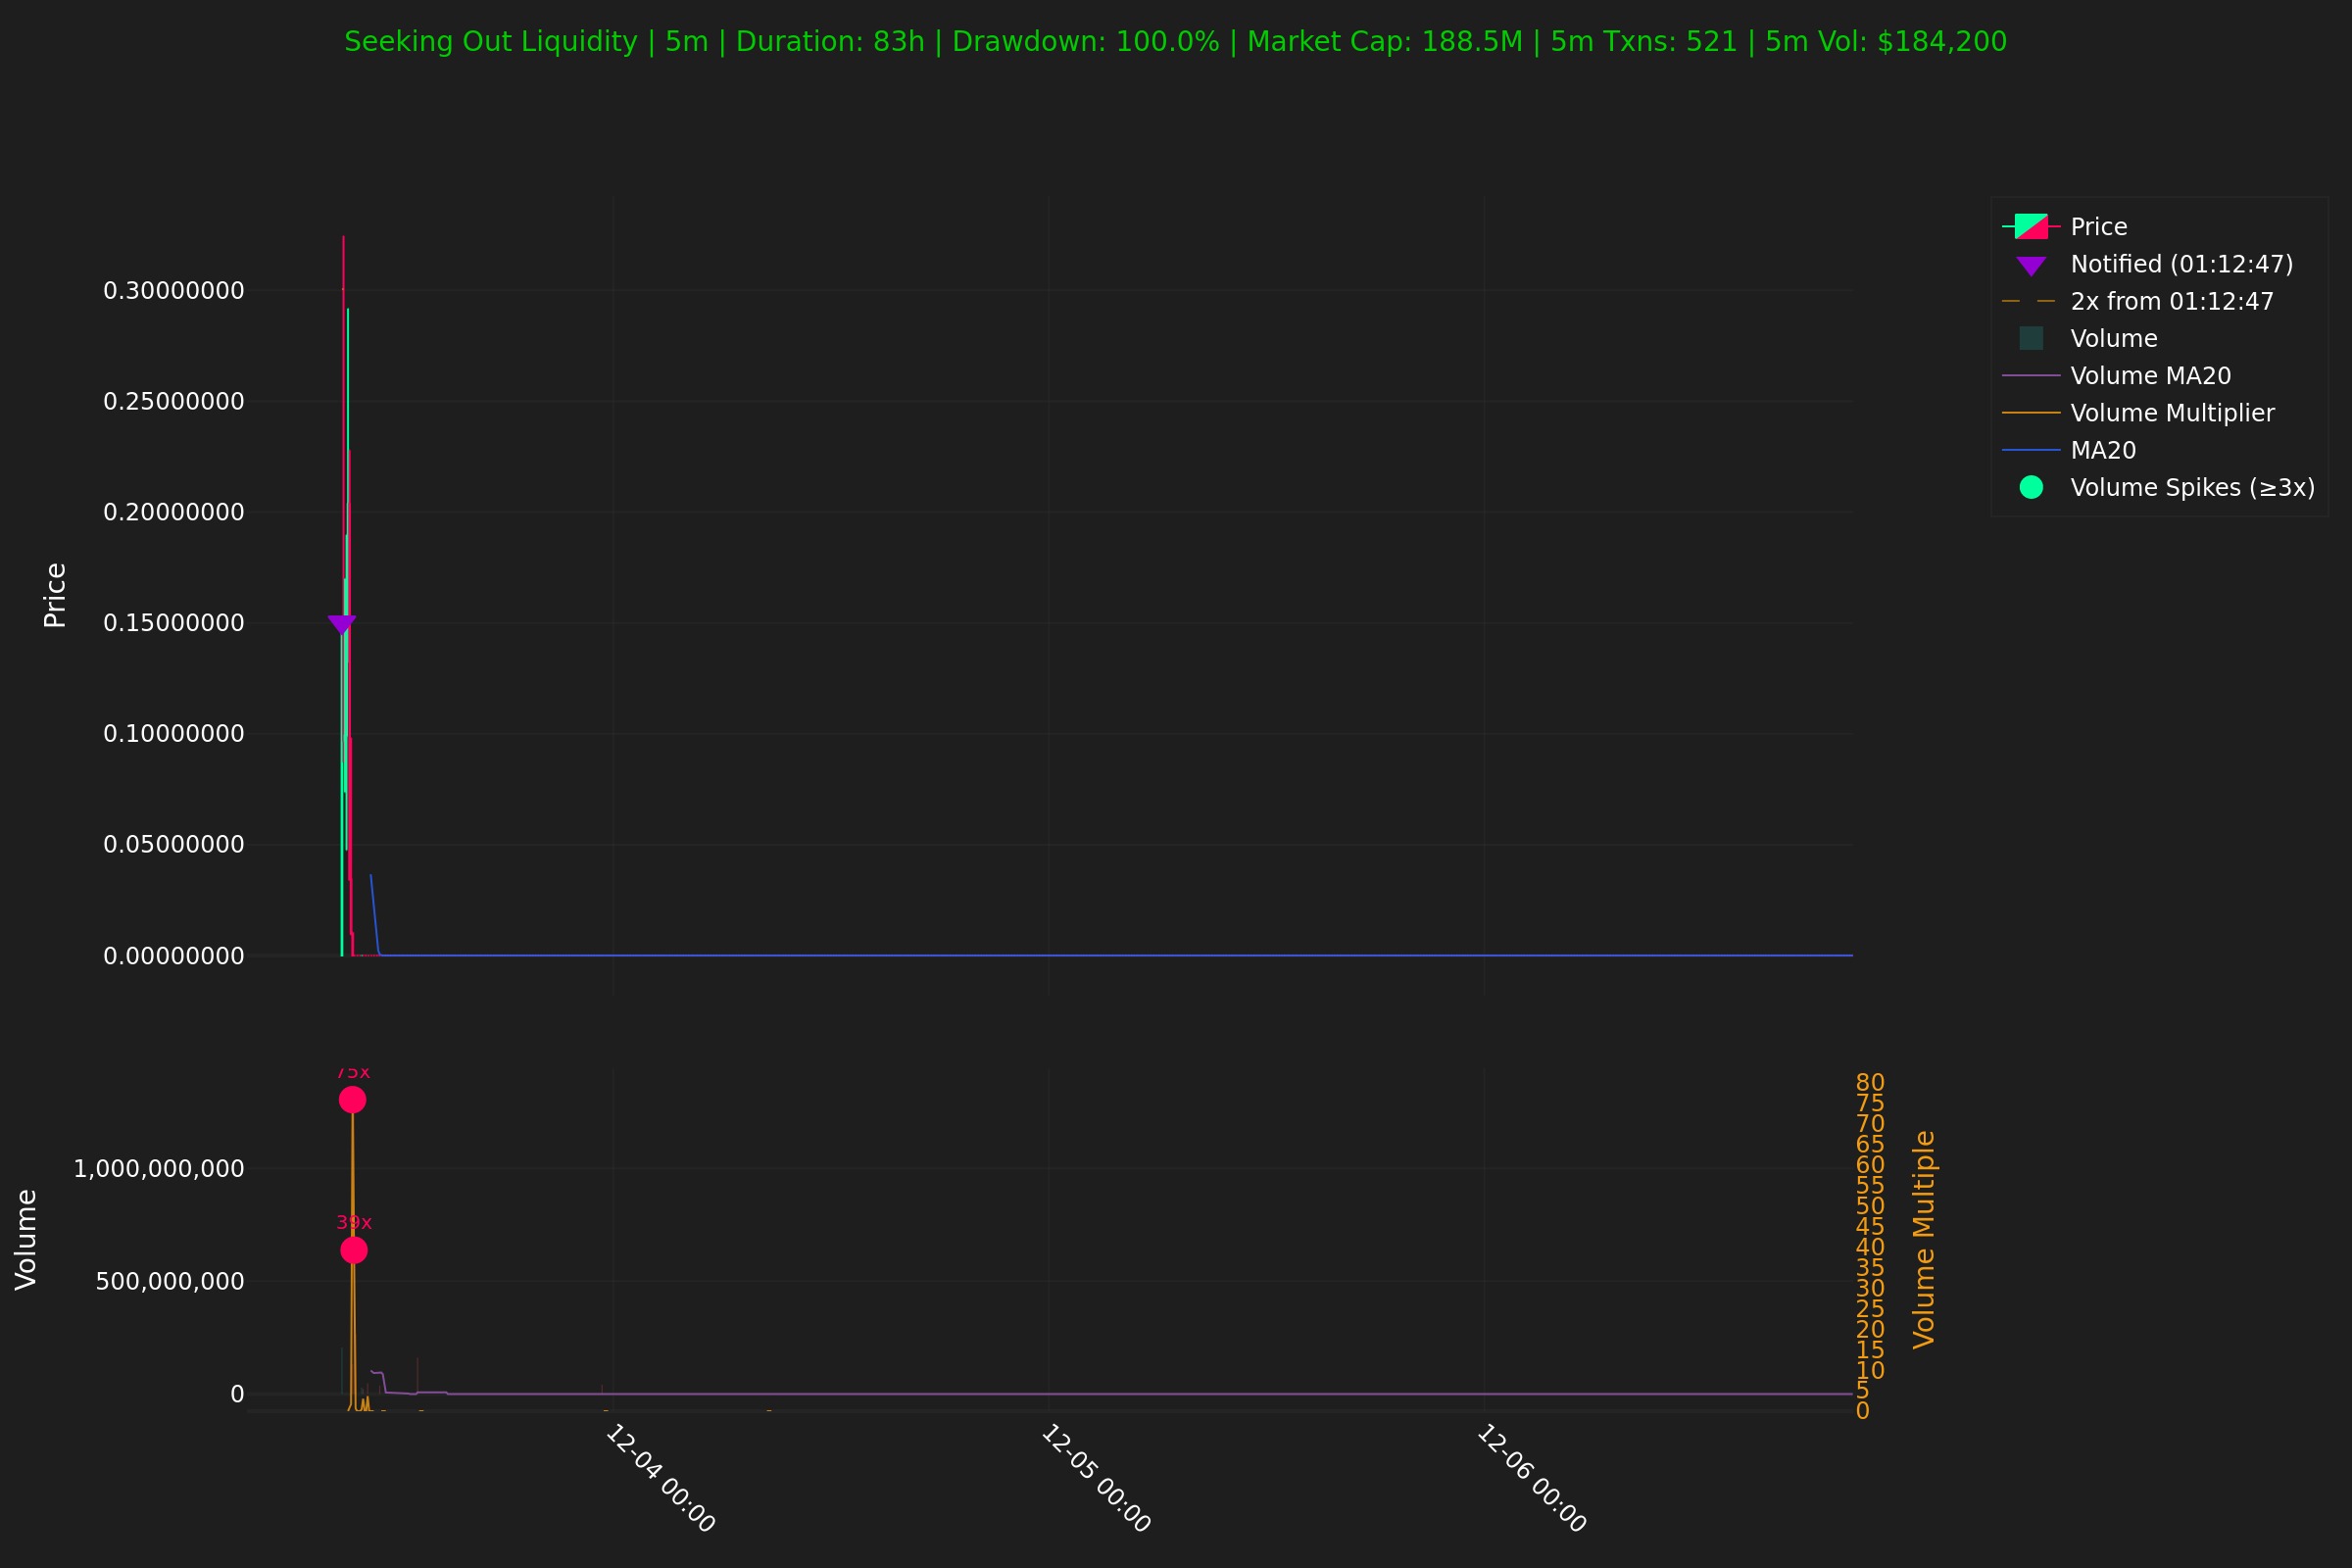 Seeking Out Liquidity | 5m | Duration: 83h | Drawdown: 100.0% | Market Cap: 188.5M | 5m Txns: 521 | 5m Vol: $184,200
Price
0.30000000
0.25000000
0.20000000
0.15000000
0.10000000
0.05000000
0.00000000
Price
Notified (01:12:47)
2x from 01:12:47
Volume
Volume MA20
Volume Multiplier
MA20
Volume Spikes (≥3x)
Volume
1,000,000,000
500,000,000
0
75x
39x
80
75
70
65
60
55
50
45
40
35
30
25
20
15
10
5
0
Volume Multiple
12-04 00:00
12-05 00:00
12-06 00:00